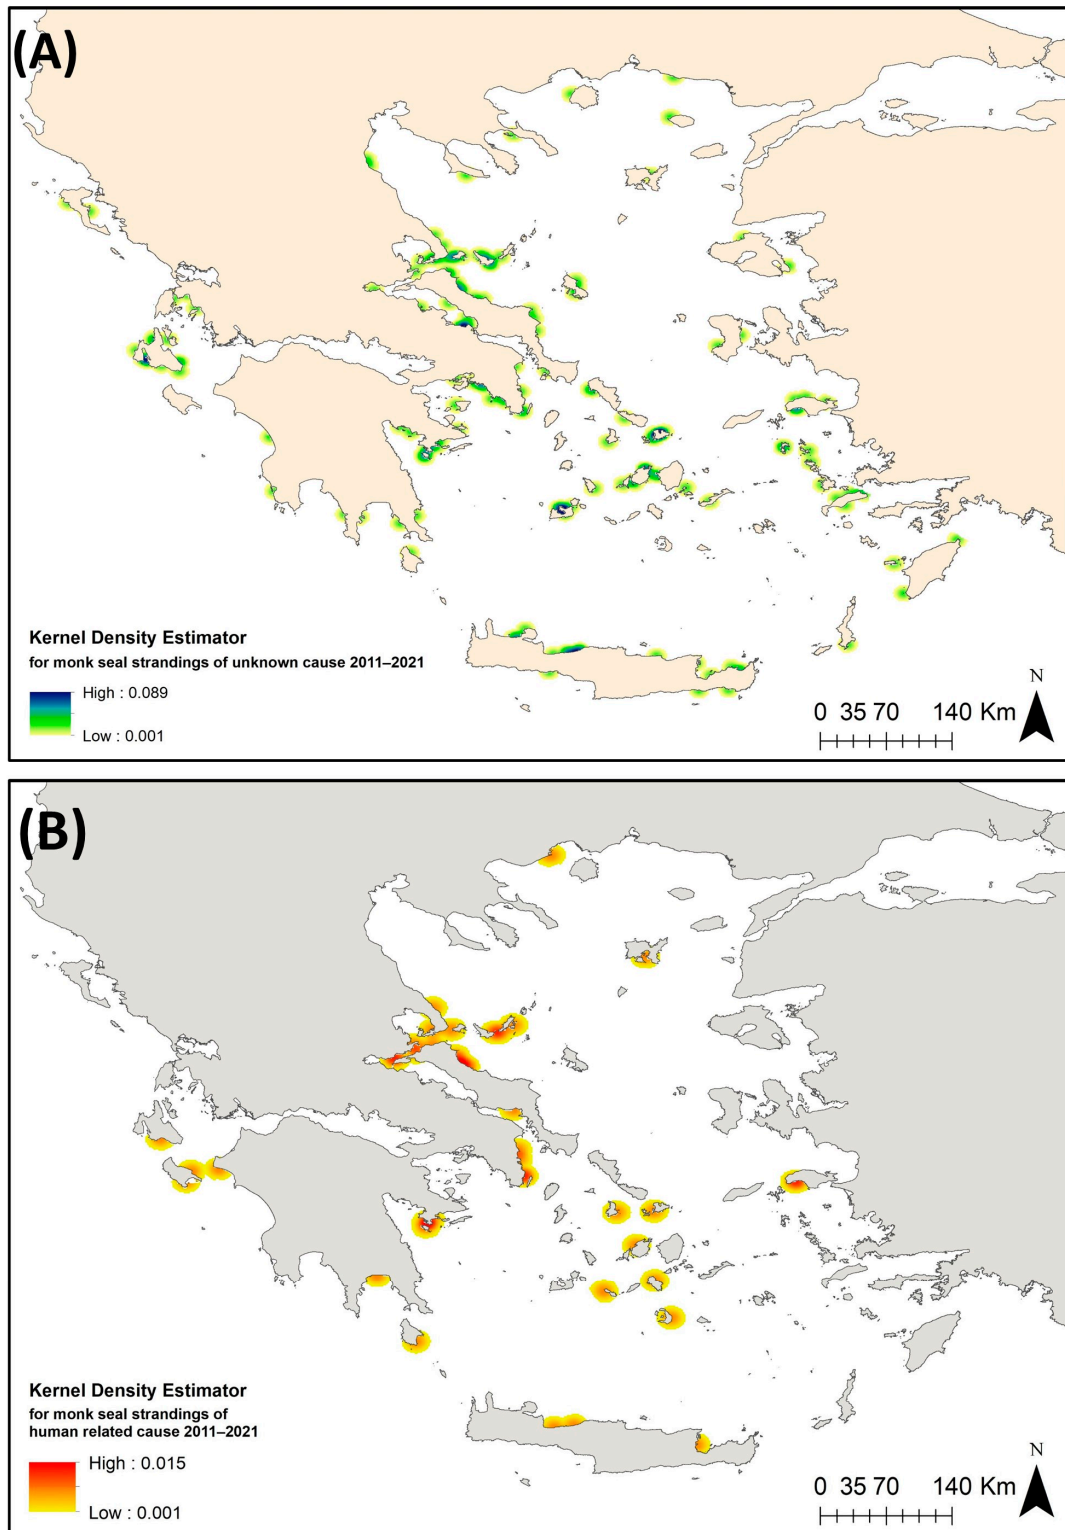 (A)
Kernel Density Estimator
for monk seal strandings of unknown cause 2011–2021
High : 0.089
Low : 0.001
N
0 35 70 140 Km
(B)
Kernel Density Estimator
for monk seal strandings of
human related cause 2011–2021
High : 0.015
Low : 0.001
N
0 35 70 140 Km